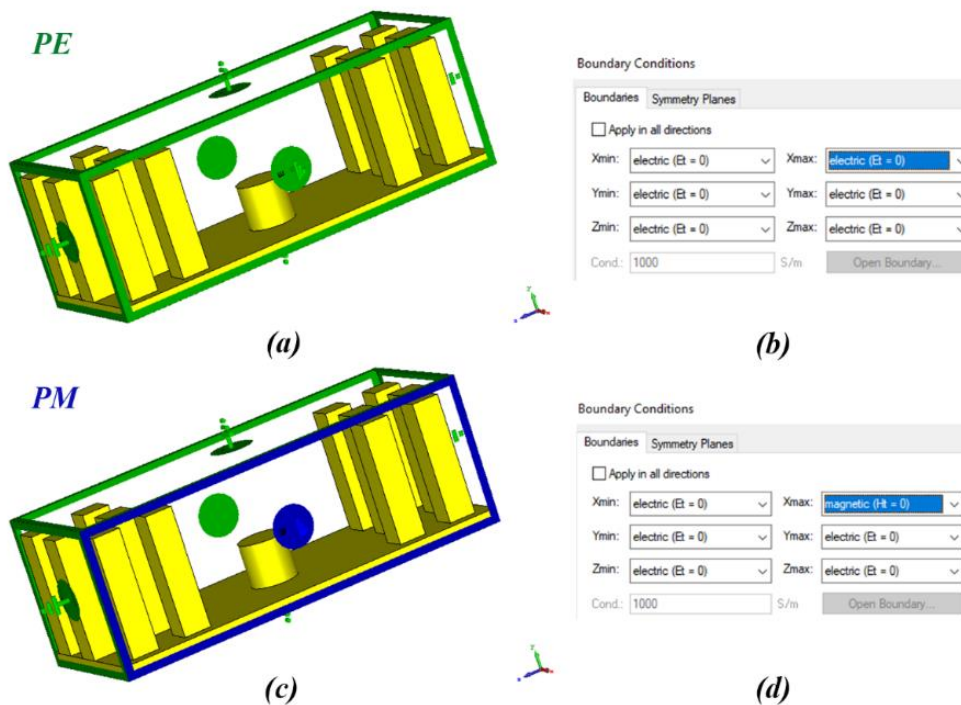 PE
Boundary Conditions
Boundaries Symmetry Planes
Apply in all directions
Xmin: electric (Et = 0) Xmax: electric (Et = 0)
Ymin: electric (Et = 0) Ymax: electric (Et = 0)
Zmin: electric (Et = 0) Zmax: electric (Et = 0)
Cond.: 1000 S/m Open Boundary...
(a) (b)
PM
Boundary Conditions
Boundaries Symmetry Planes
Apply in all directions
Xmin: electric (Et = 0) Xmax: magnetic (Ht = 0)
Ymin: electric (Et = 0) Ymax: electric (Et = 0)
Zmin: electric (Et = 0) Zmax: electric (Et = 0)
Cond.: 1000 S/m Open Boundary...
(c) (d)